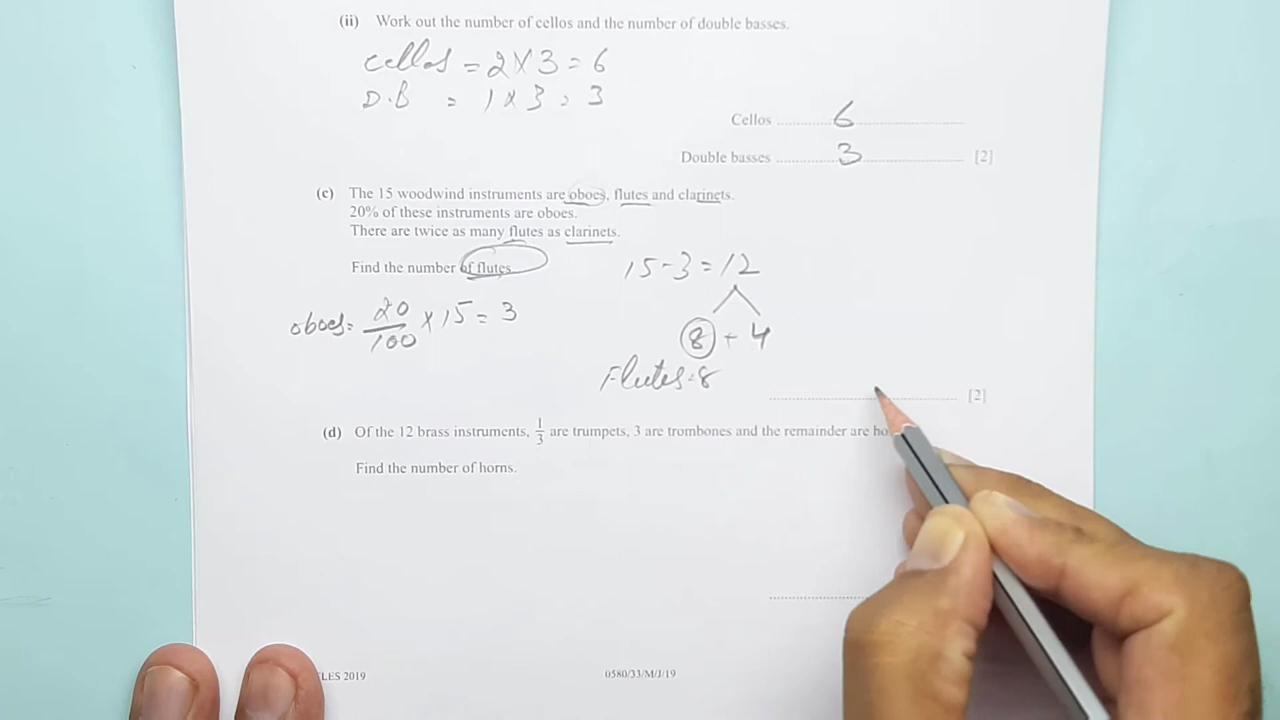 (ii) Work out the number of cellos and the number of double basses.
cellos = 2 × 3 = 6
D.B = 1 × 3 = 3
Cellos ........ 6 ........
Double basses ........ 3 ........ [2]
(c) The 15 woodwind instruments are oboes, flutes and clarinets.
20% of these instruments are oboes.
There are twice as many flutes as clarinets.
Find the number of flutes.
15 - 3 = 12
oboes = 20/100 × 15 = 3
8 + 4
Flutes = 8
........ [2]
(d) Of the 12 brass instruments, 1/3 are trumpets, 3 are trombones and the remainder are
Find the number of horns.
LES 2019
0580/33/M/J/19